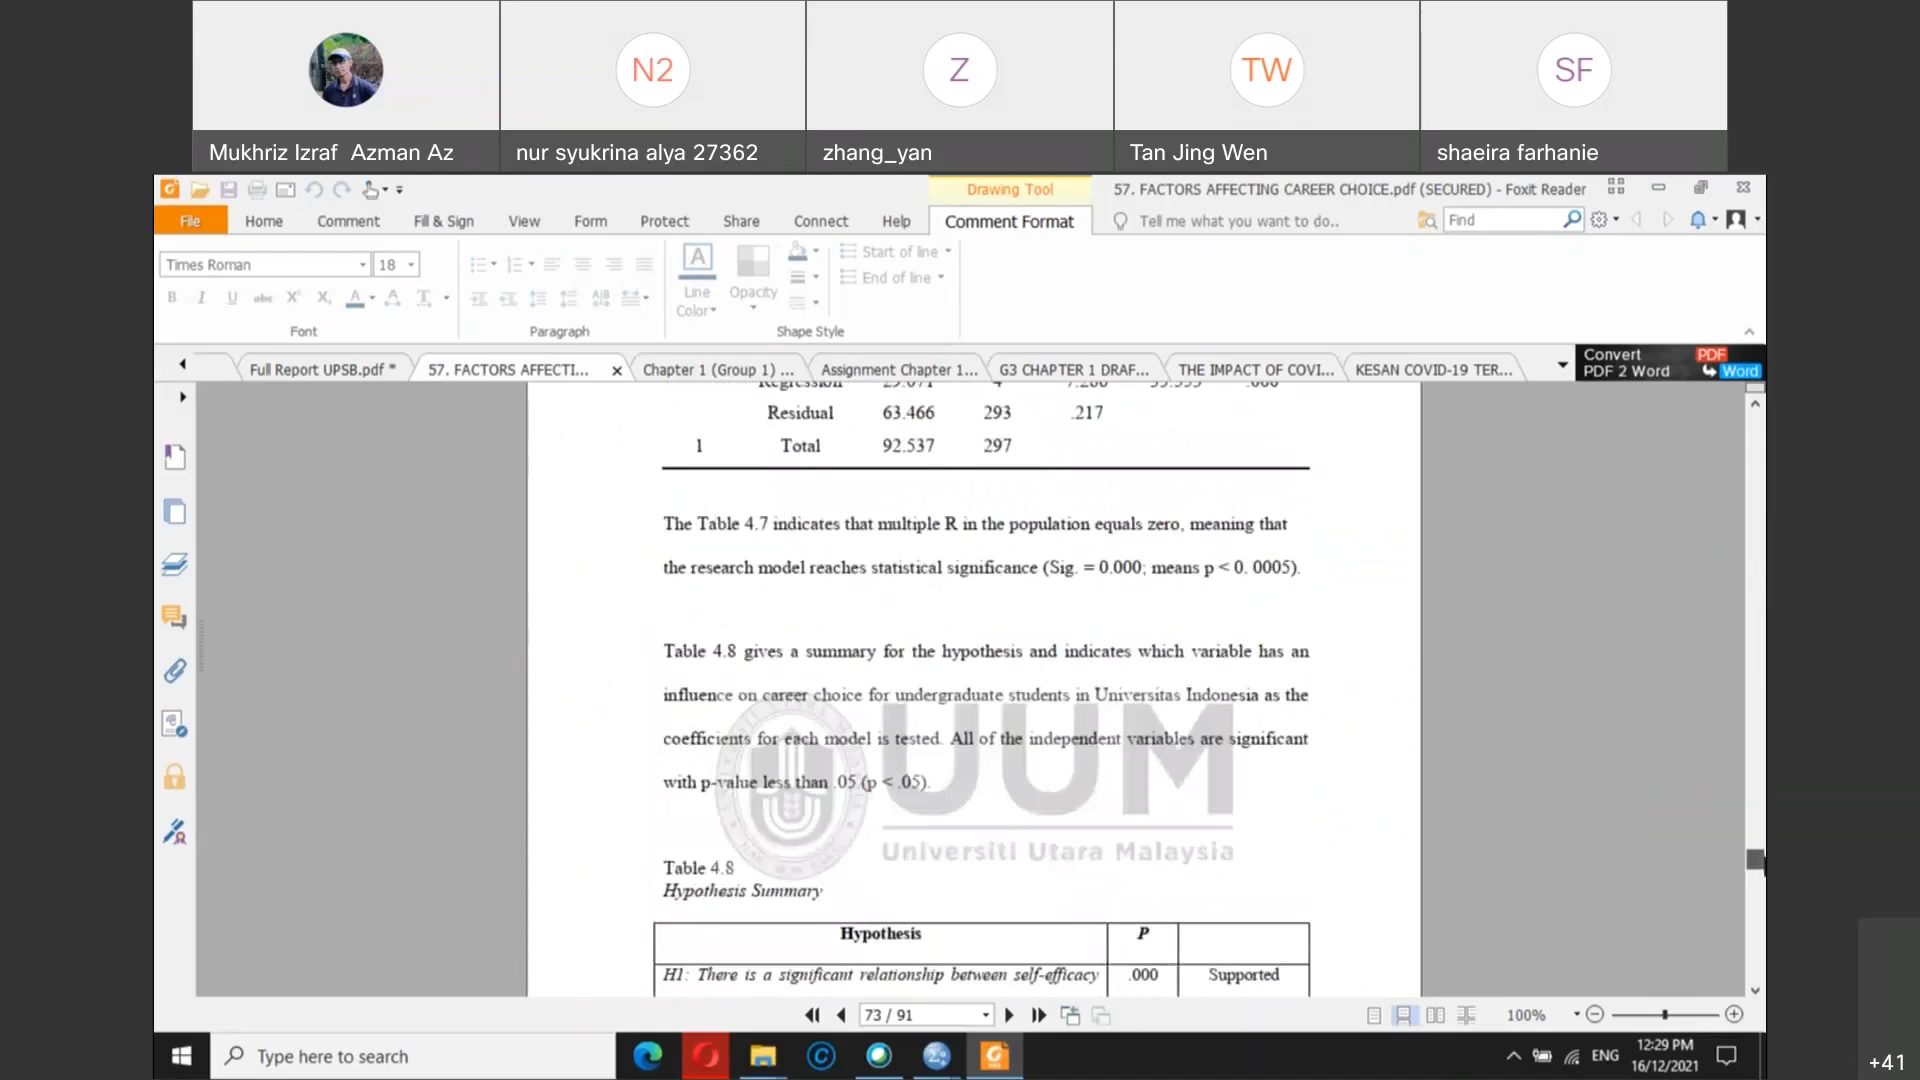 N2
Z
TW
SF
Mukhriz Izraf Azman Az
nur syukrina alya 27362
zhang_yan
Tan Jing Wen
shaeira farhanie
Drawing Tool
57. FACTORS AFFECTING CAREER CHOICE.pdf (SECURED) - Foxit Reader
File
Home
Comment
Fill & Sign
View
Form
Protect
Share
Connect
Help
Comment Format
Tell me what you want to do..
Find
Times Roman
18
Start of line
End of line
Line
Color
Opacity
Font
Paragraph
Shape Style
Full Report UPSB.pdf *
57. FACTORS AFFECTI...
Chapter 1 (Group 1) ...
Assignment Chapter 1...
G3 CHAPTER 1 DRAF...
THE IMPACT OF COVI...
KESAN COVID-19 TER...
Convert PDF
PDF 2 Word Word
Regression
Residual 63.466 293 .217
1 Total 92.537 297
The Table 4.7 indicates that multiple R in the population equals zero, meaning that
the research model reaches statistical significance (Sig. = 0.000; means p < 0. 0005).
Table 4.8 gives a summary for the hypothesis and indicates which variable has an
influence on career choice for undergraduate students in Universitas Indonesia as the
coefficients for each model is tested. All of the independent variables are significant
with p-value less than .05 (p < .05).
UUM
Universiti Utara Malaysia
Table 4.8
Hypothesis Summary
Hypothesis P
H1: There is a significant relationship between self-efficacy .000 Supported
73 / 91
100%
Type here to search
ENG
12:29 PM
16/12/2021
+41